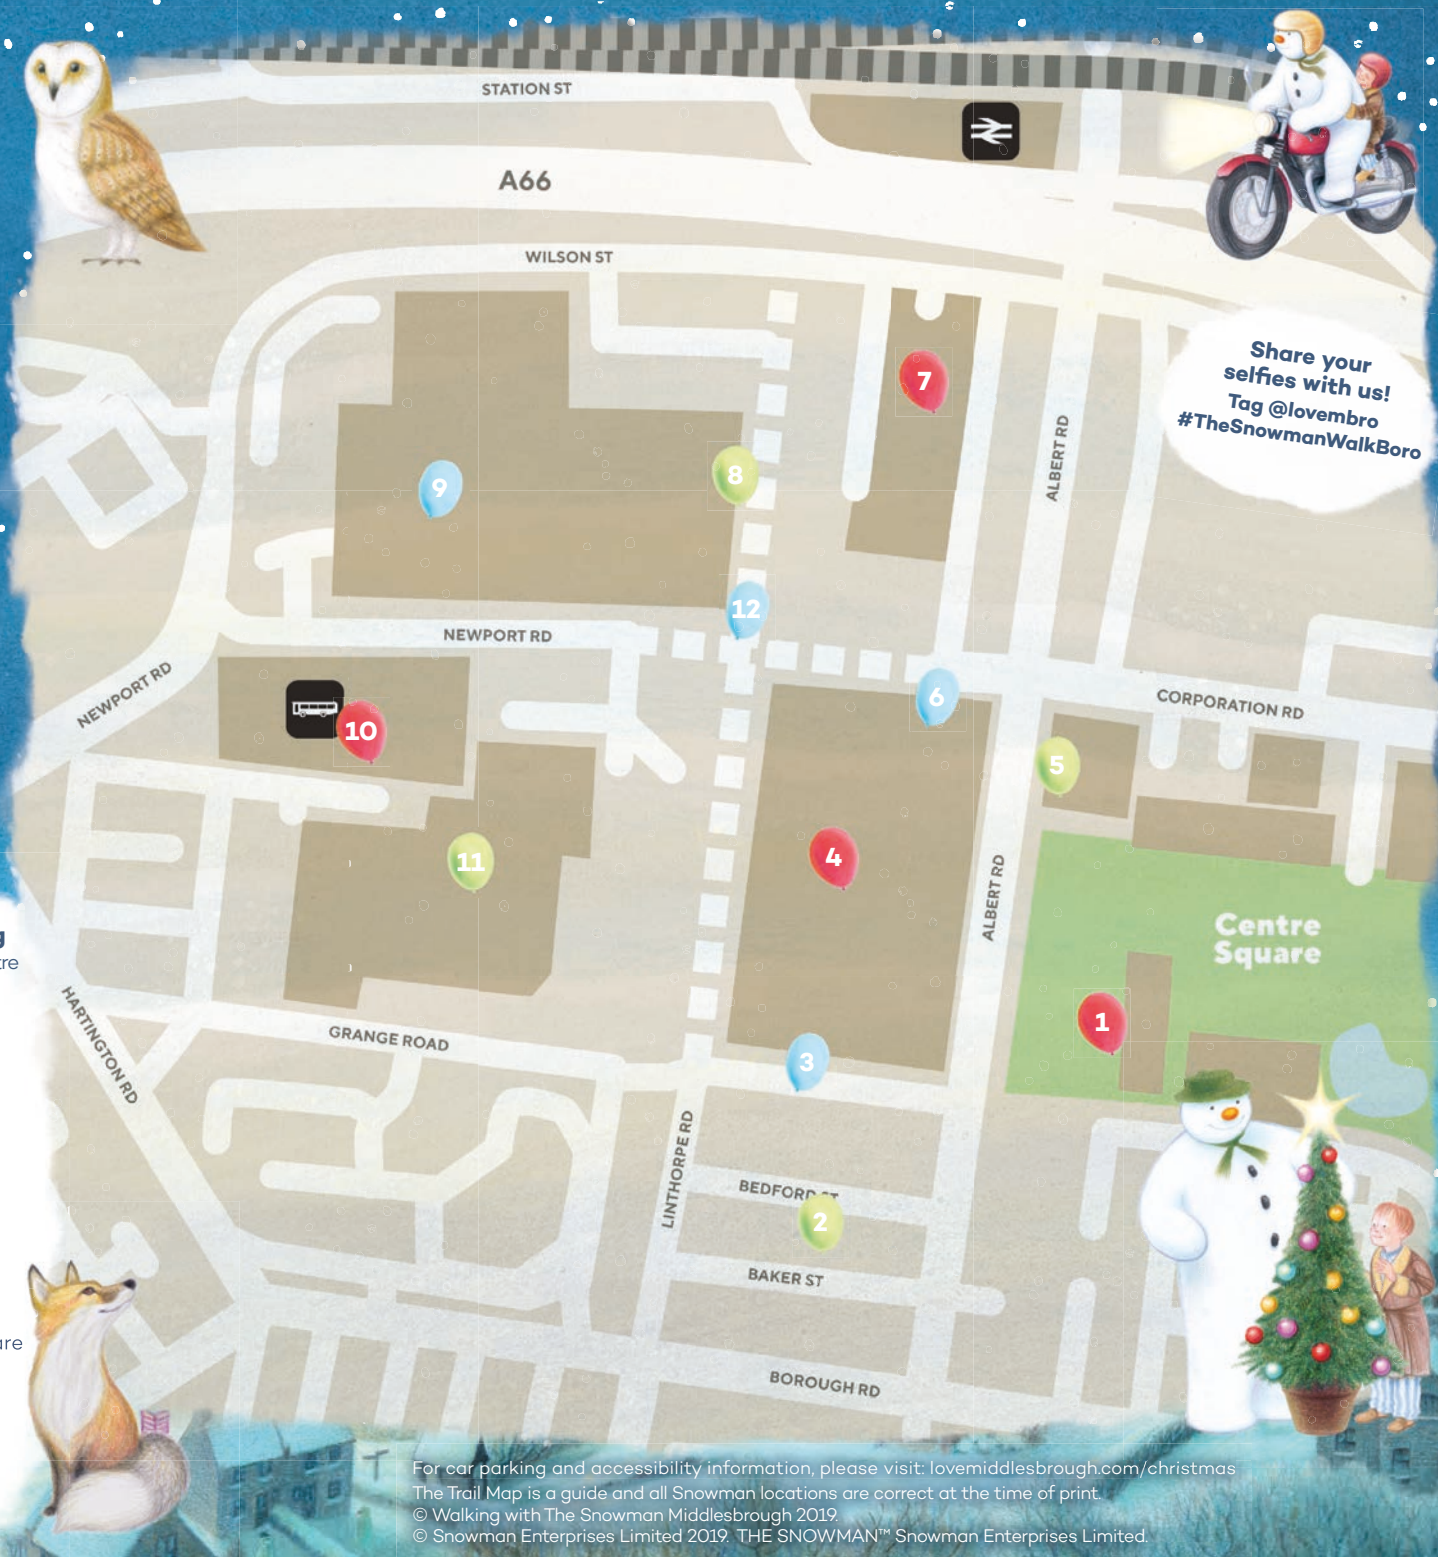 STATION ST
A66
WILSON ST
Share your
selfies with us!
Tag @lovembro
#TheSnowmanWalkBoro
7
ALBERT RD
8
9
12
NEWPORT RD
NEWPORT RD
6
CORPORATION RD
10
5
4
11
ALBERT RD
Centre
Square
g
tre
HARTINGTON RD
1
GRANGE ROAD
3
LINTHORPE RD
BEDFORD ST
2
BAKER ST
are
BOROUGH RD
For car parking and accessibility information, please visit: lovemiddlesbrough.com/christmas
The Trail Map is a guide and all Snowman locations are correct at the time of print.
© Walking with The Snowman Middlesbrough 2019.
© Snowman Enterprises Limited 2019. THE SNOWMAN™ Snowman Enterprises Limited.